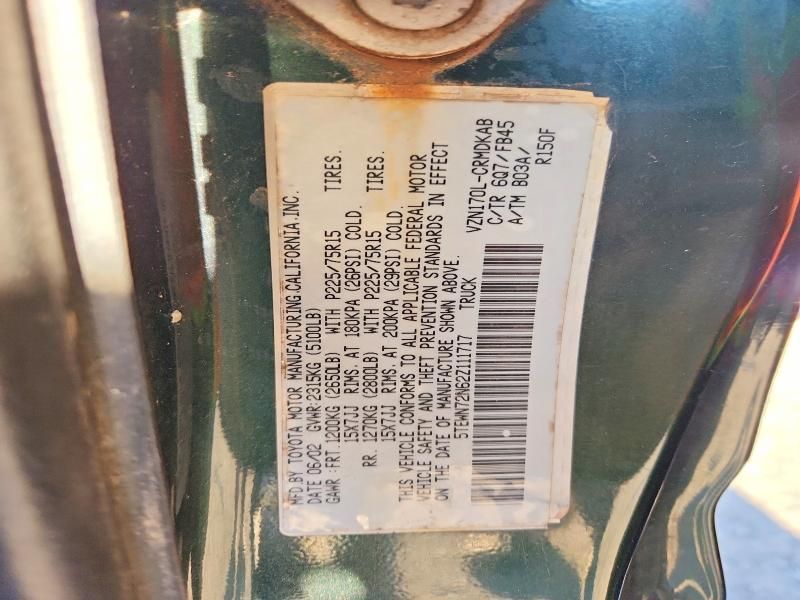 MFD.BY TOYOTA MOTOR MANUFACTURING,CALIFORNIA,INC.
DATE 06/02 GVWR:2315KG (5100LB)
GAWR : FRT. 1200KG (2650LB) WITH P225/75R15 TIRES.
15X7JJ RIMS. AT 180KPA (26PSI) COLD.
RR. 1270KG (2800LB) WITH P225/75R15 TIRES.
15X7JJ RIMS. AT 200KPA (29PSI) COLD.
THIS VEHICLE CONFORMS TO ALL APPLICABLE FEDERAL MOTOR
VEHICLE SAFETY AND THEFT PREVENTION STANDARDS IN EFFECT
ON THE DATE OF MANUFACTURE SHOWN ABOVE.
5TEWN72N62Z111717 TRUCK
VZN170L-CRMDKAB
C/TR 6Q7/FB45
A/TM B03A/
R150F